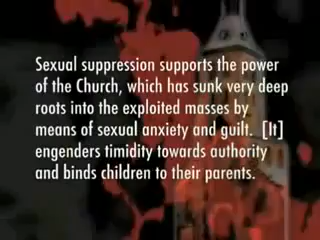 Sexual suppression supports the power
of the Church, which has sunk very deep
roots into the exploited masses by
means of sexual anxiety and guilt.  [It]
engenders timidity towards authority
and binds children to their parents.